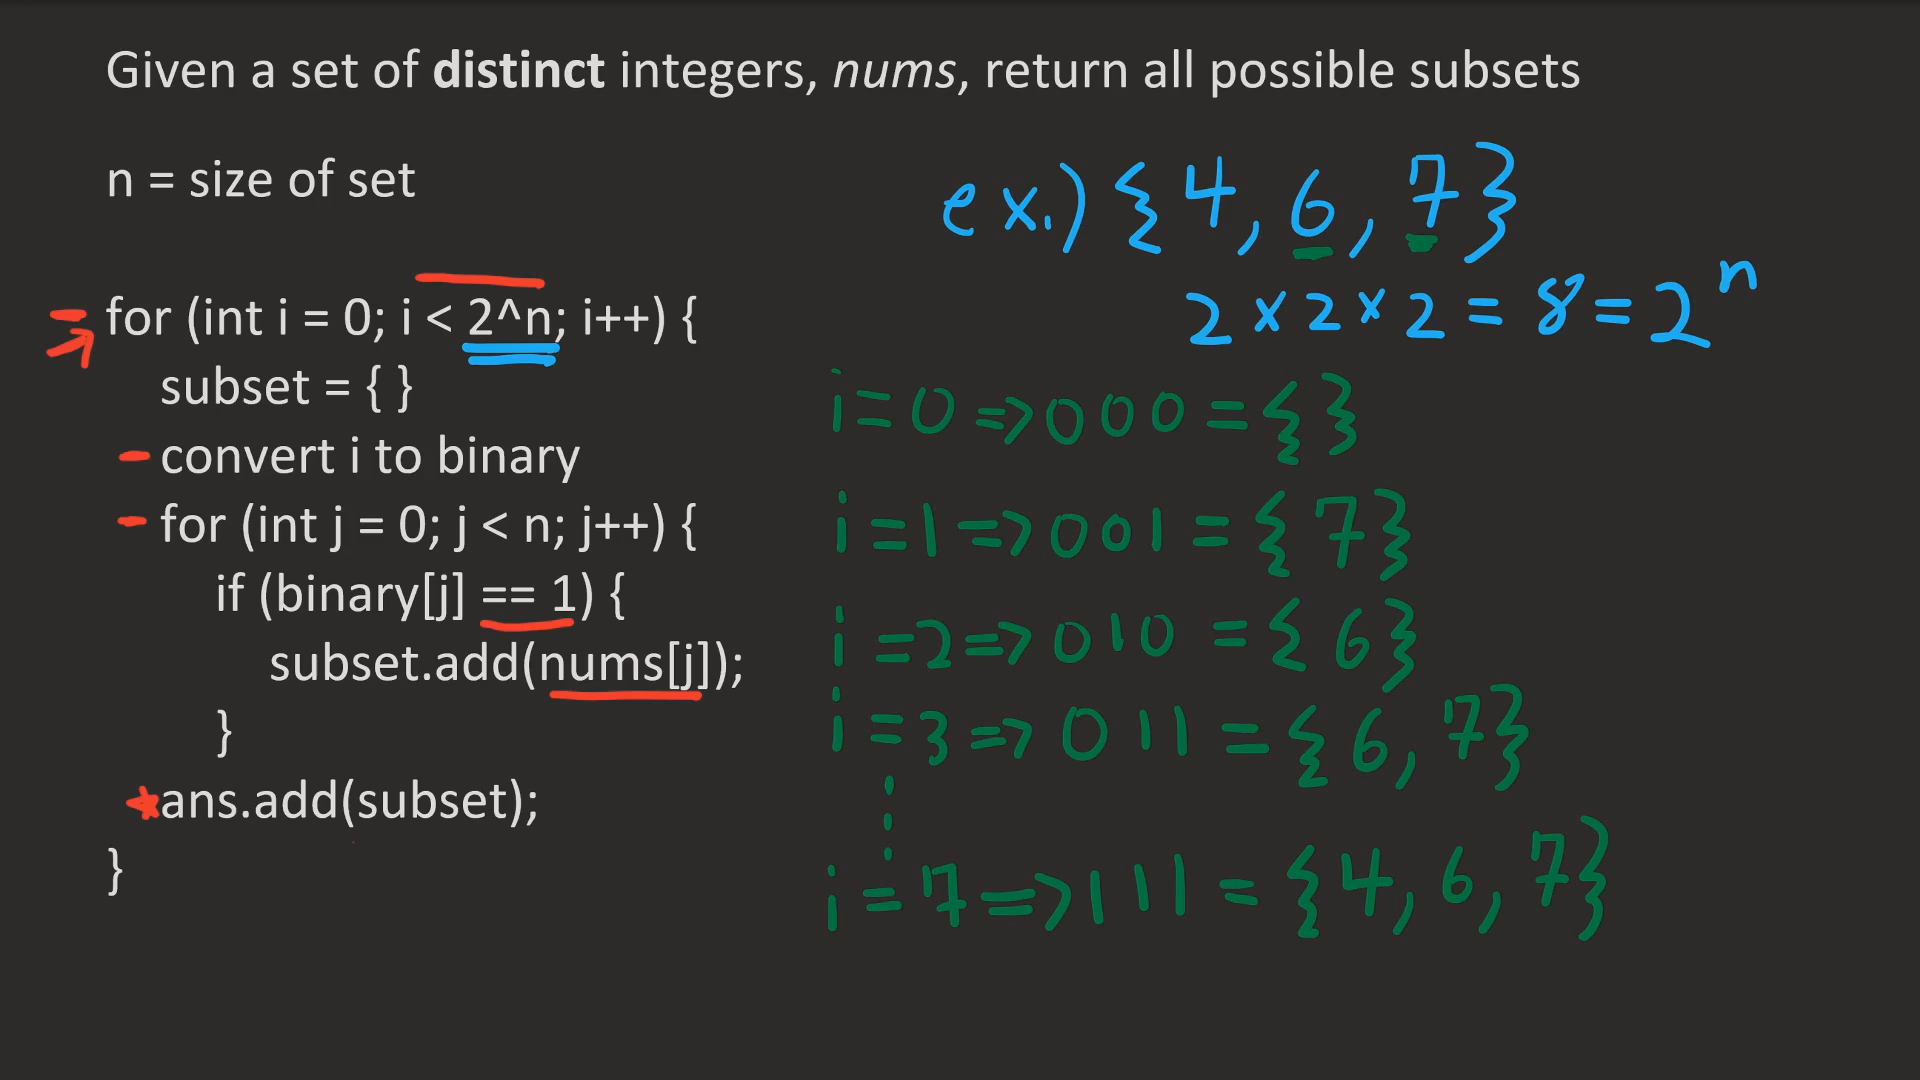 Given a set of distinct integers, nums, return all possible subsets
n = size of set
for (int i = 0; i < 2^n; i++) {
subset = { }
convert i to binary
for (int j = 0; j < n; j++) {
if (binary[j] == 1) {
subset.add(nums[j]);
}
ans.add(subset);
}
ex.) {4, 6, 7}
2 x 2 x 2 = 8 = 2^n
i = 0 => 000 = { }
i = 1 => 001 = { 7 }
i = 2 => 010 = { 6 }
i = 3 => 011 = { 6, 7 }
i = 7 => 111 = { 4, 6, 7 }